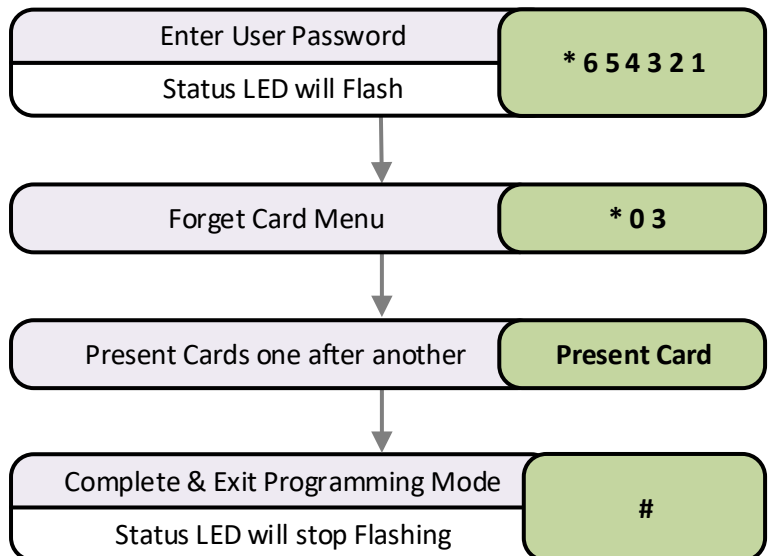 Enter User Password
* 6 5 4 3 2 1
Status LED will Flash
Forget Card Menu
* 0 3
Present Cards one after another
Present Card
Complete & Exit Programming Mode
#
Status LED will stop Flashing